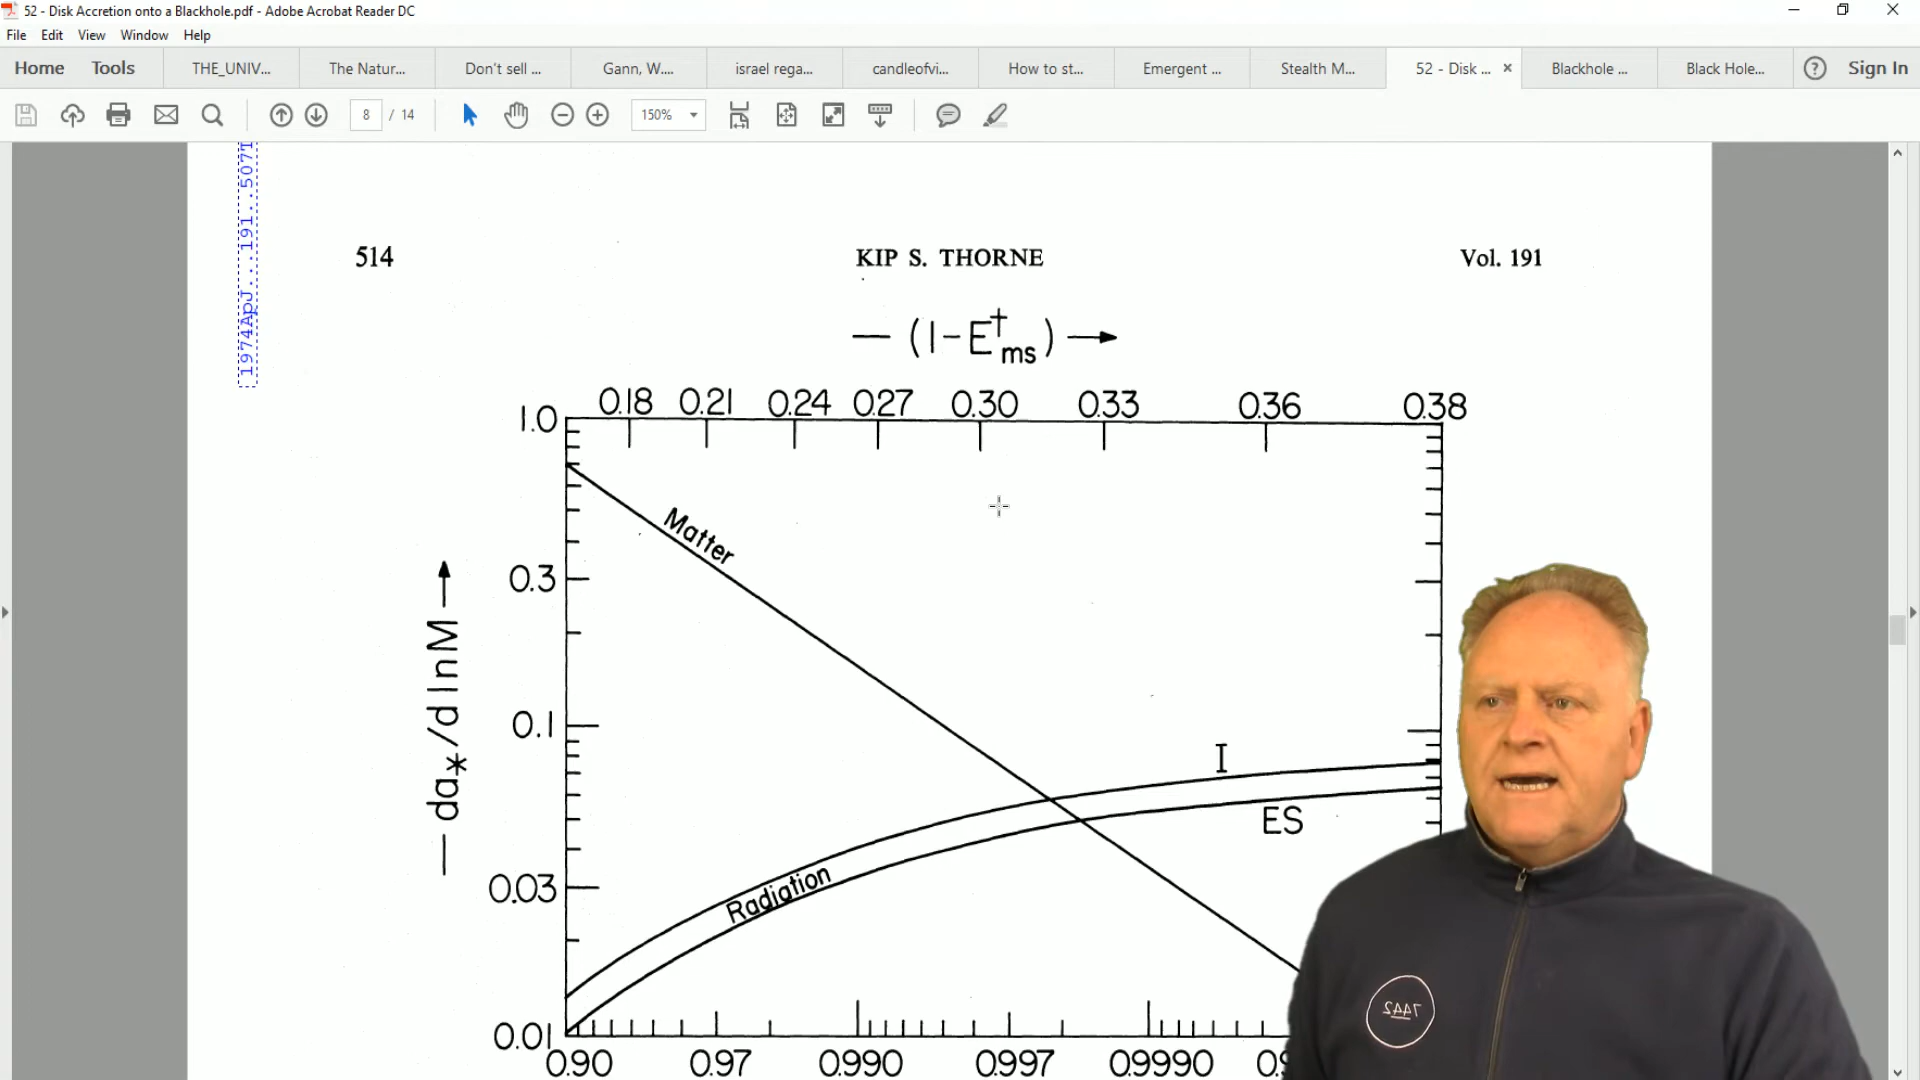 52 - Disk Accretion onto a Blackhole.pdf - Adobe Acrobat Reader DC
File Edit View Window Help
Home Tools THE_UNIV... The Natur... Don't sell ... Gann, W.... israel rega... candleofvi... How to st... Emergent ... Stealth M... 52 - Disk ... Blackhole ... Black Hole... Sign In
8 / 14 150%
1974ApJ...191..507T
514 KIP S. THORNE Vol. 191
— (1-E†ms) →
0.18 0.21 0.24 0.27 0.30 0.33 0.36 0.38
1.0
Matter
0.3
— da*/d lnM →
0.1
I
ES
0.03
Radiation
0.01
0.90 0.97 0.990 0.997 0.9990